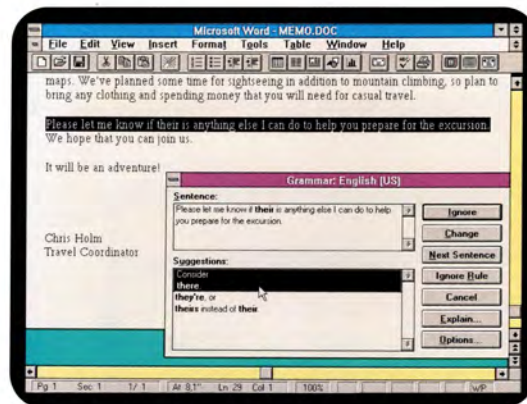 Microsoft Word - MEMO.DOC
File Edit View Insert Format Tools Table Window Help
maps. We've planned some time for sightseeing in addition to mountain climbing, so plan to
bring any clothing and spending money that you will need for casual travel.
Please let me know if their is anything else I can do to help you prepare for the excursion.
We hope that you can join us.
It will be an adventure!
Chris Holm
Travel Coordinator
Grammar: English (US)
Sentence:
Please let me know if their is anything else I can do to help
you prepare for the excursion.
Suggestions:
Consider
there,
they're, or
theirs instead of their
Ignore
Change
Next Sentence
Ignore Rule
Cancel
Explain...
Options...
Pg 1 Sec 1 1/ 1 At 8.1" Ln 29 Col 1 100% WP